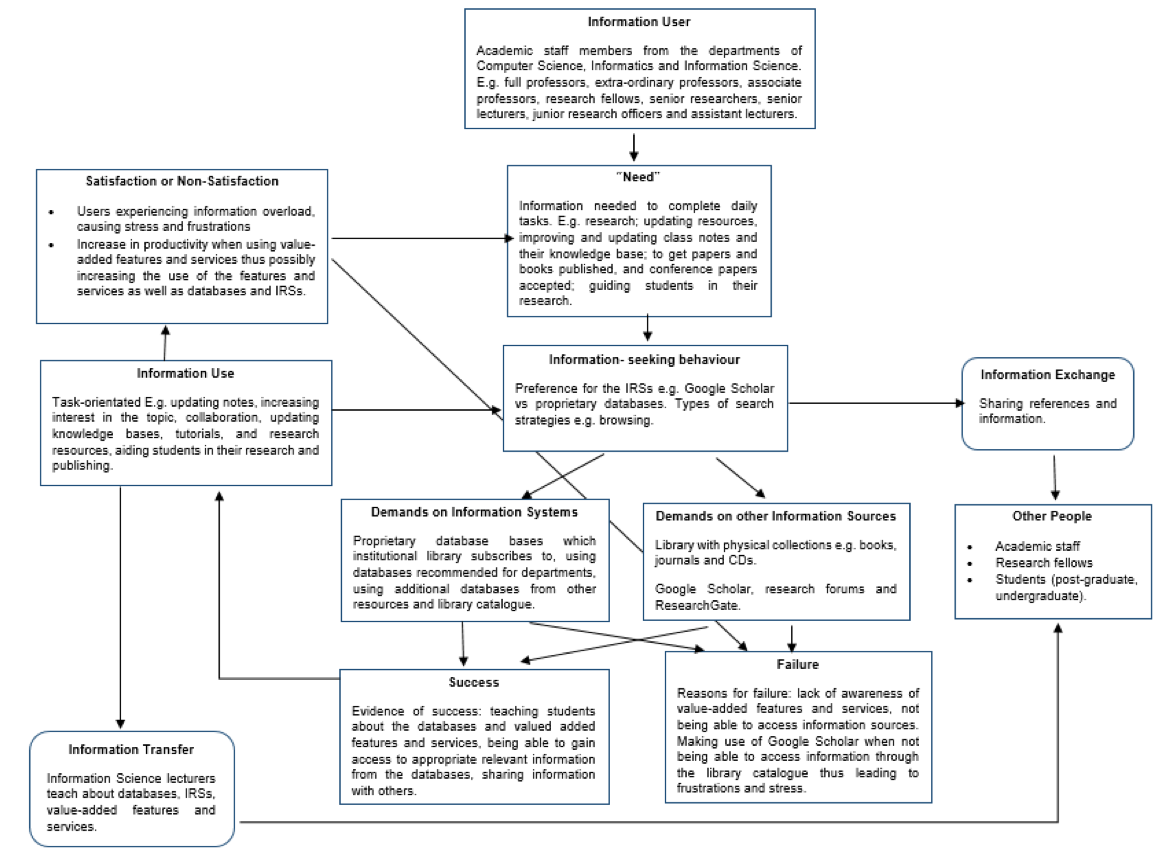 Information User
Academic staff members from the departments of
Computer Science, Informatics and Information Science.
E.g. full professors, extra-ordinary professors, associate
professors, research fellows, senior researchers, senior
lecturers, junior research officers and assistant lecturers.
Satisfaction or Non-Satisfaction
• Users experiencing information overload,
causing stress and frustrations
• Increase in productivity when using value-
added features and services thus possibly
increasing the use of the features and
services as well as databases and IRSs.
"Need"
Information needed to complete daily
tasks. E.g. research; updating resources,
improving and updating class notes and
their knowledge base; to get papers and
books published, and conference papers
accepted; guiding students in their
research.
Information Use
Task-orientated E.g. updating notes, increasing
interest in the topic, collaboration, updating
knowledge bases, tutorials, and research
resources, aiding students in their research and
publishing.
Information- seeking behaviour
Preference for the IRSs e.g. Google Scholar
vs proprietary databases. Types of search
strategies e.g. browsing.
Information Exchange
Sharing references and
information.
Demands on Information Systems
Proprietary database bases which
institutional library subscribes to, using
databases recommended for departments,
using additional databases from other
resources and library catalogue.
Demands on other Information Sources
Library with physical collections e.g. books,
journals and CDs.
Google Scholar, research forums and
ResearchGate.
Other People
• Academic staff
• Research fellows
• Students (post-graduate,
undergraduate).
Success
Evidence of success: teaching students
about the databases and valued added
features and services, being able to gain
access to appropriate relevant information
from the databases, sharing information
with others.
Failure
Reasons for failure: lack of awareness of
value-added features and services, not
being able to access information sources.
Making use of Google Scholar when not
being able to access information through
the library catalogue thus leading to
frustrations and stress.
Information Transfer
Information Science lecturers
teach about databases, IRSs,
value-added features and
services.